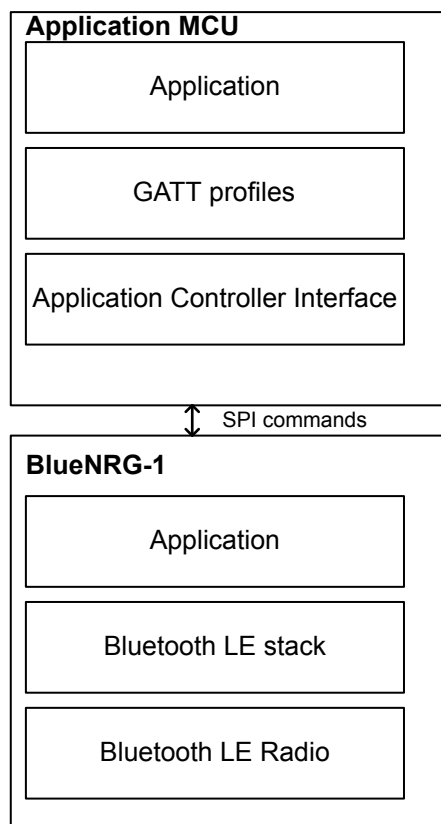 Application MCU
Application
GATT profiles
Application Controller Interface
SPI commands
BlueNRG-1
Application
Bluetooth LE stack
Bluetooth LE Radio